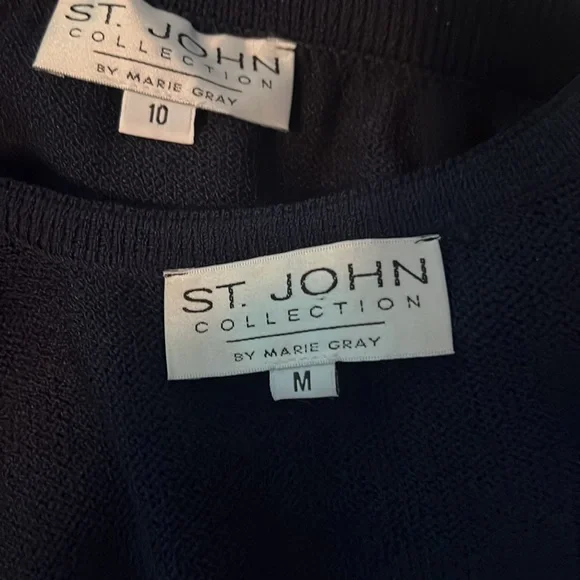 ST. JOHN
COLLECTION
BY MARIE GRAY
10
ST. JOHN
COLLECTION
BY MARIE GRAY
M